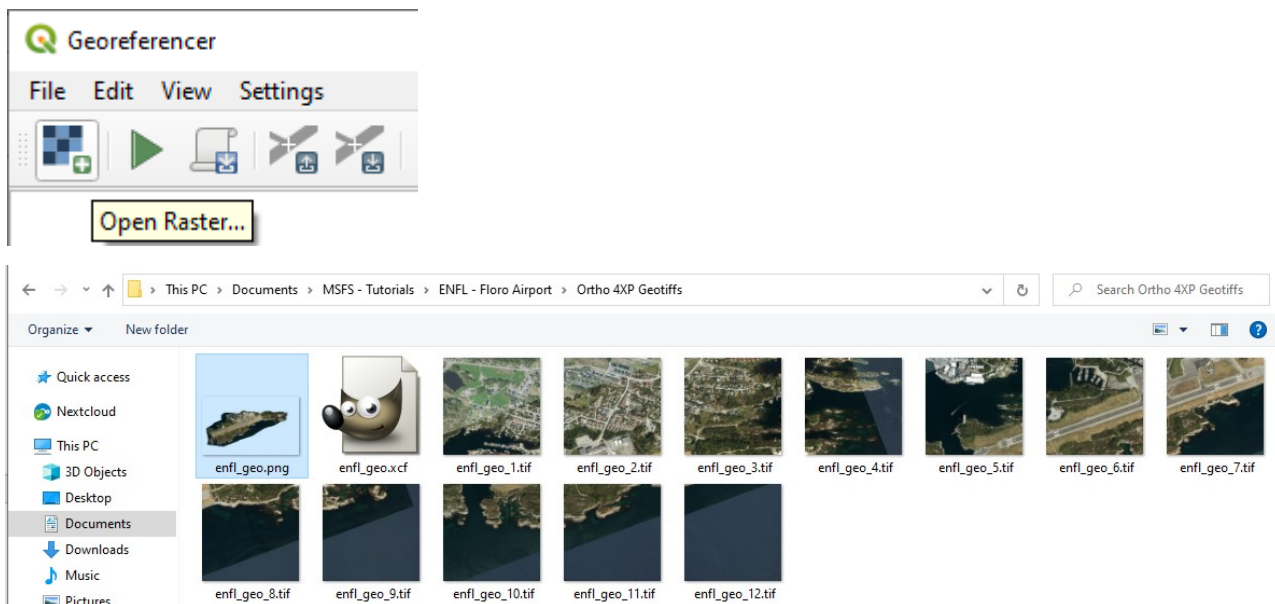 Georeferencer
File Edit View Settings
Open Raster...
This PC > Documents > MSFS - Tutorials > ENFL - Floro Airport > Ortho 4XP Geotiffs
Search Ortho 4XP Geotiffs
Organize New folder
Quick access
Nextcloud
This PC
3D Objects
Desktop
Documents
Downloads
Music
Pictures
enfl_geo.png enfl_geo.xcf enfl_geo_1.tif enfl_geo_2.tif enfl_geo_3.tif enfl_geo_4.tif enfl_geo_5.tif enfl_geo_6.tif enfl_geo_7.tif
enfl_geo_8.tif enfl_geo_9.tif enfl_geo_10.tif enfl_geo_11.tif enfl_geo_12.tif